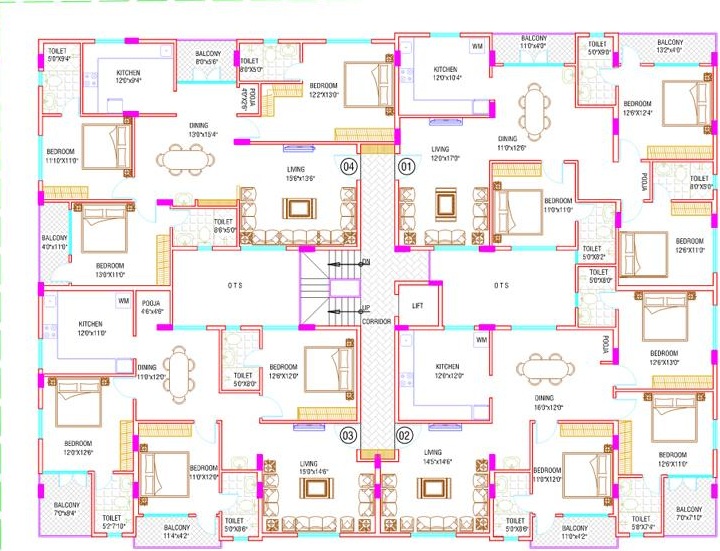 TOILET
5'0"X9'4"
KITCHEN
12'0"X9'4"
BALCONY
8'0"X5'6"
TOILET
8'0"X5'0"
BEDROOM
12'2"X13'0"
POOJA
4'0"X2'6"
DINING
13'0"X15'4"
BEDROOM
11'10"X11'0"
LIVING
15'6"X13'6"
04
TOILET
8'6"X5'0"
BALCONY
4'0"X11'0"
BEDROOM
13'0"X11'0"
KITCHEN
12'0"X10'4"
WM
BALCONY
11'0"X4'0"
TOILET
5'0"X9'0"
BALCONY
13'2"X4'0"
BEDROOM
12'6"X12'4"
DINING
11'0"X12'6"
LIVING
12'0"X17'0"
01
POOJA
TOILET
8'0"X5'0"
BEDROOM
11'0"X11'0"
TOILET
5'0"X8'2"
BEDROOM
12'6"X11'0"
OTS
DN
UP
CORRIDOR
LIFT
OTS
TOILET
5'0"X8'0"
WM
KITCHEN
12'0"X11'0"
POOJA
4'6"X4'6"
DINING
11'0"X12'0"
TOILET
5'0"X8'0"
BEDROOM
12'6"X12'0"
BEDROOM
12'0"X12'6"
03
LIVING
15'0"X14'6"
BEDROOM
11'0"X12'0"
BALCONY
7'0"X8'4"
TOILET
5'2"X7'10"
BALCONY
11'4"X4'2"
TOILET
5'0"X8'6"
KITCHEN
12'0"X12'0"
WM
POOJA
BEDROOM
12'6"X13'0"
DINING
16'0"X12'0"
02
LIVING
14'5"X14'6"
BEDROOM
11'0"X12'0"
BEDROOM
12'6"X11'0"
TOILET
5'0"X8'6"
BALCONY
11'0"X4'2"
TOILET
5'8"X7'4"
BALCONY
7'0"X7'10"